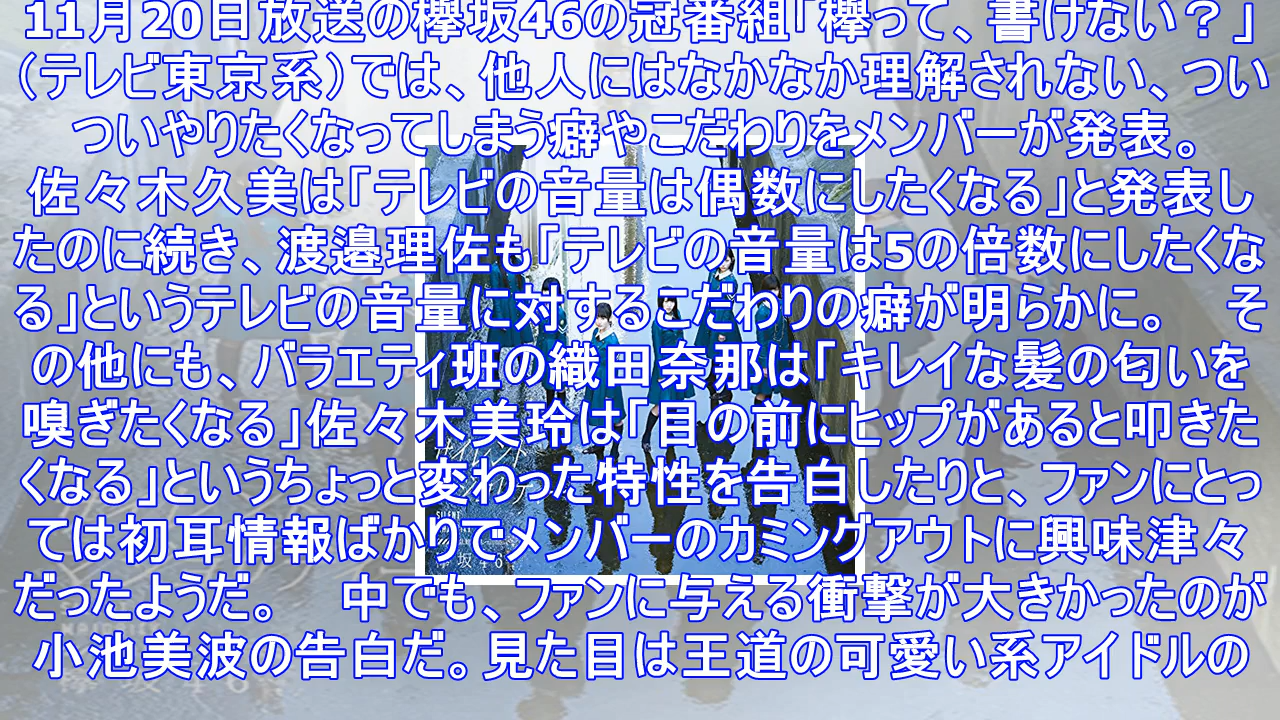 11月20日放送の欅坂46の冠番組「欅って、書けない？」
（テレビ東京系）では、他人にはなかなか理解されない、つい
ついやりたくなってしまう癖やこだわりをメンバーが発表。
佐々木久美は「テレビの音量は偶数にしたくなる」と発表し
たのに続き、渡邉理佐も「テレビの音量は5の倍数にしたくな
る」というテレビの音量に対するこだわりの癖が明らかに。　そ
の他にも、バラエティ班の織田奈那は「キレイな髪の匂いを
嗅ぎたくなる」佐々木美玲は「目の前にヒップがあると叩きた
くなる」というちょっと変わった特性を告白したりと、ファンにとっ
ては初耳情報ばかりでメンバーのカミングアウトに興味津々
だったようだ。　中でも、ファンに与える衝撃が大きかったのが
小池美波の告白だ。見た目は王道の可愛い系アイドルの
サイレント
SILENT
欅坂46
欅坂46